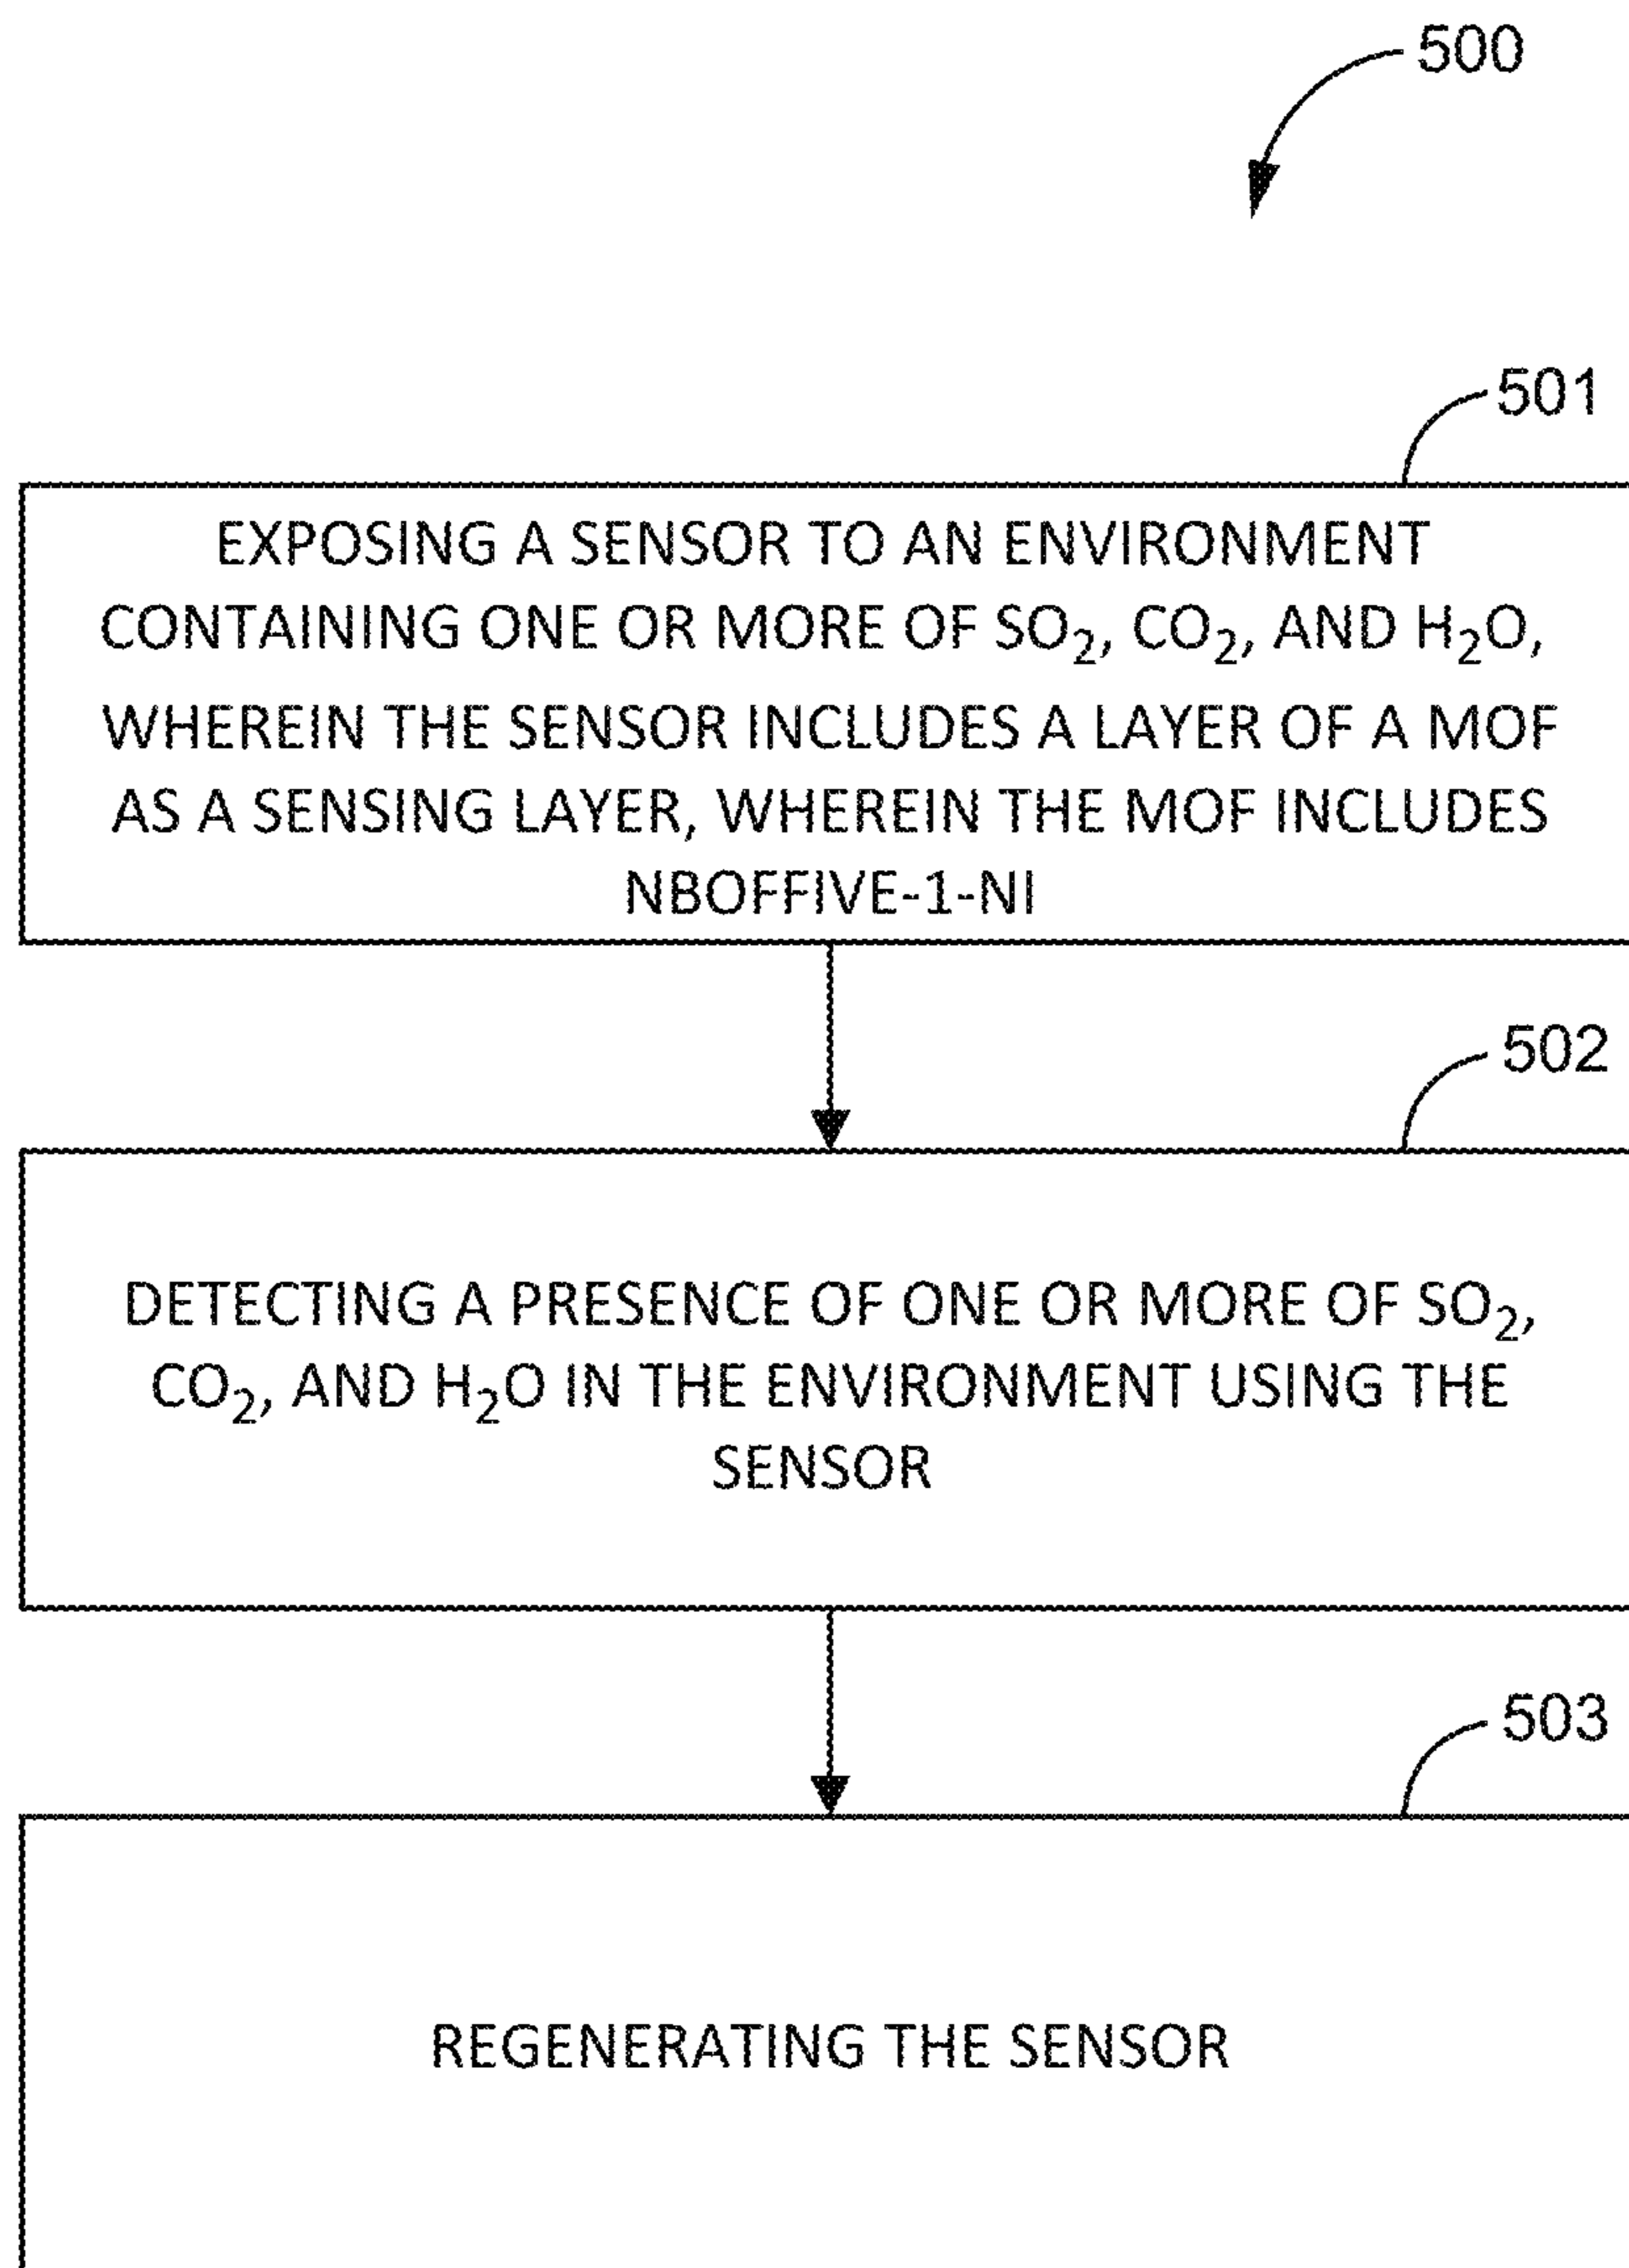 500
501
EXPOSING A SENSOR TO AN ENVIRONMENT
CONTAINING ONE OR MORE OF SO₂, CO₂, AND H₂O,
WHEREIN THE SENSOR INCLUDES A LAYER OF A MOF
AS A SENSING LAYER, WHEREIN THE MOF INCLUDES
NBOFFIVE-1-NI
502
DETECTING A PRESENCE OF ONE OR MORE OF SO₂,
CO₂, AND H₂O IN THE ENVIRONMENT USING THE
SENSOR
503
REGENERATING THE SENSOR